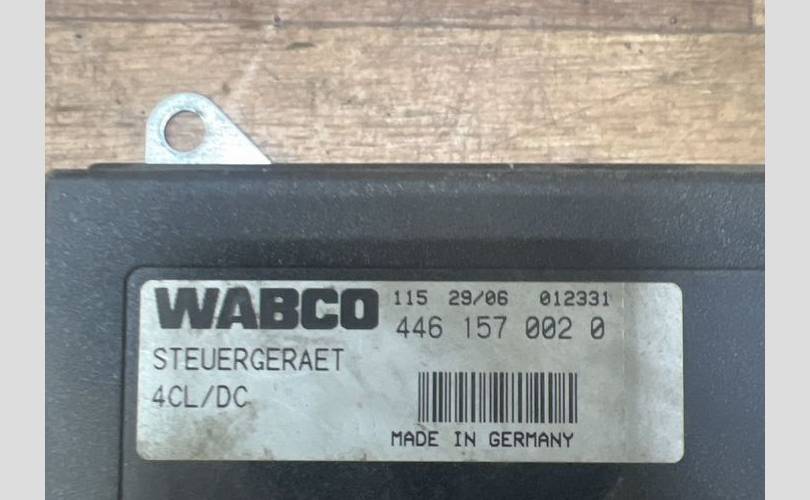 WABCO 115 29/06 012331
446 157 002 0
STEUERGERAET
4CL/DC
MADE IN GERMANY